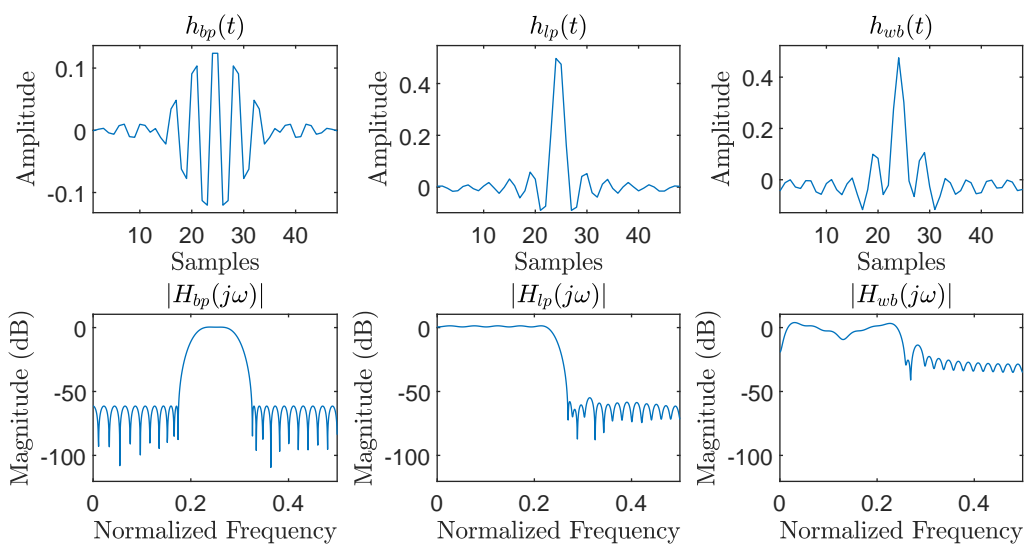 h_bp(t)
h_lp(t)
h_wb(t)
Amplitude
0.1
0
-0.1
10 20 30 40
Samples
Amplitude
0.4
0.2
0
10 20 30 40
Samples
Amplitude
0.4
0.2
0
10 20 30 40
Samples
|H_bp(jω)|
|H_lp(jω)|
|H_wb(jω)|
Magnitude (dB)
0
-50
-100
0 0.2 0.4
Normalized Frequency
Magnitude (dB)
0
-50
-100
0 0.2 0.4
Normalized Frequency
Magnitude (dB)
0
-50
-100
0 0.2 0.4
Normalized Frequency